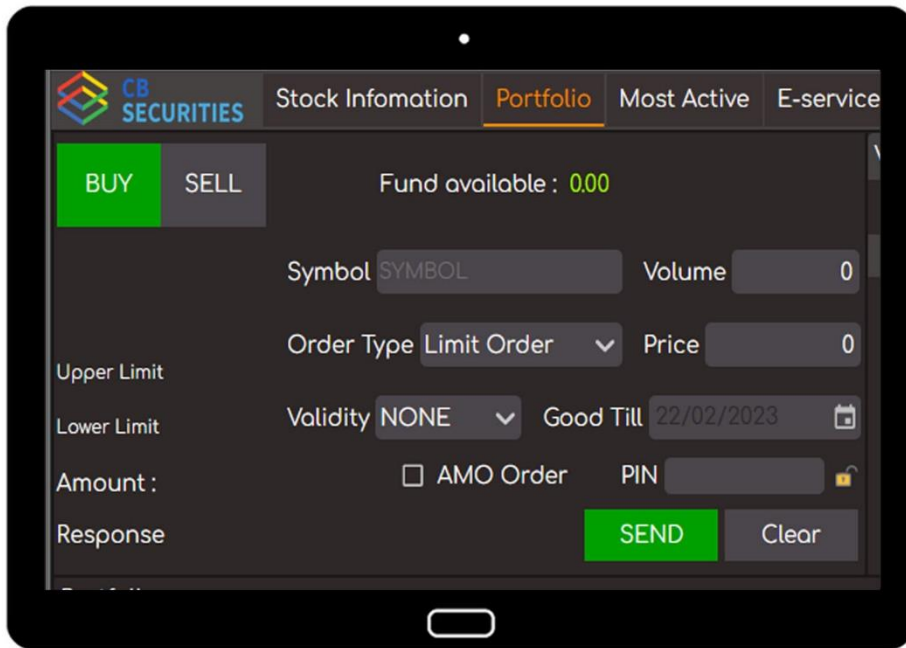 CB
SECURITIES
Stock Infomation Portfolio Most Active E-service
BUY SELL Fund available : 0.00
Symbol SYMBOL Volume 0
Order Type Limit Order Price 0
Upper Limit
Validity NONE Good Till 22/02/2023
Lower Limit
AMO Order PIN
Amount :
Response SEND Clear